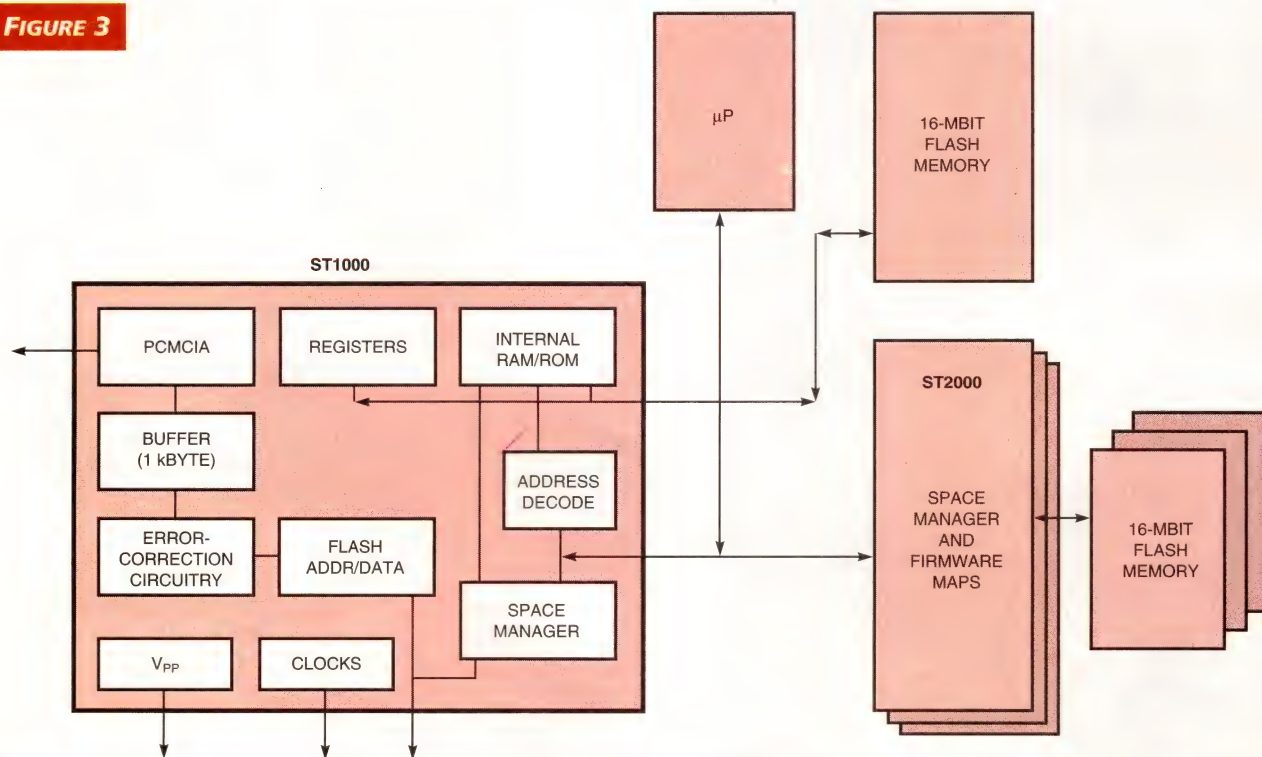 FIGURE 3
µP
16-MBIT
FLASH
MEMORY
ST1000
PCMCIA
REGISTERS
INTERNAL
RAM/ROM
BUFFER
(1 kBYTE)
ADDRESS
DECODE
ERROR-
CORRECTION
CIRCUITRY
FLASH
ADDR/DATA
SPACE
MANAGER
VPP
CLOCKS
ST2000
SPACE
MANAGER
AND
FIRMWARE
MAPS
16-MBIT
FLASH
MEMORY